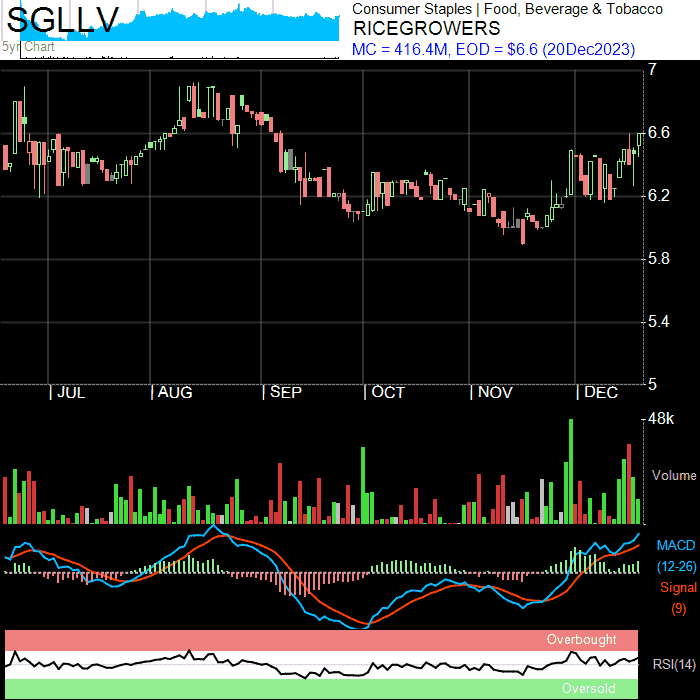 SGLLV
5yr Chart
Consumer Staples | Food, Beverage & Tobacco
RICEGROWERS
MC = 416.4M, EOD = $6.6 (20Dec2023)
7
6.6
6.2
5.8
5.4
5
JUL AUG SEP OCT NOV DEC
48k
Volume
MACD
(12-26)
Signal
(9)
Overbought
RSI(14)
Oversold